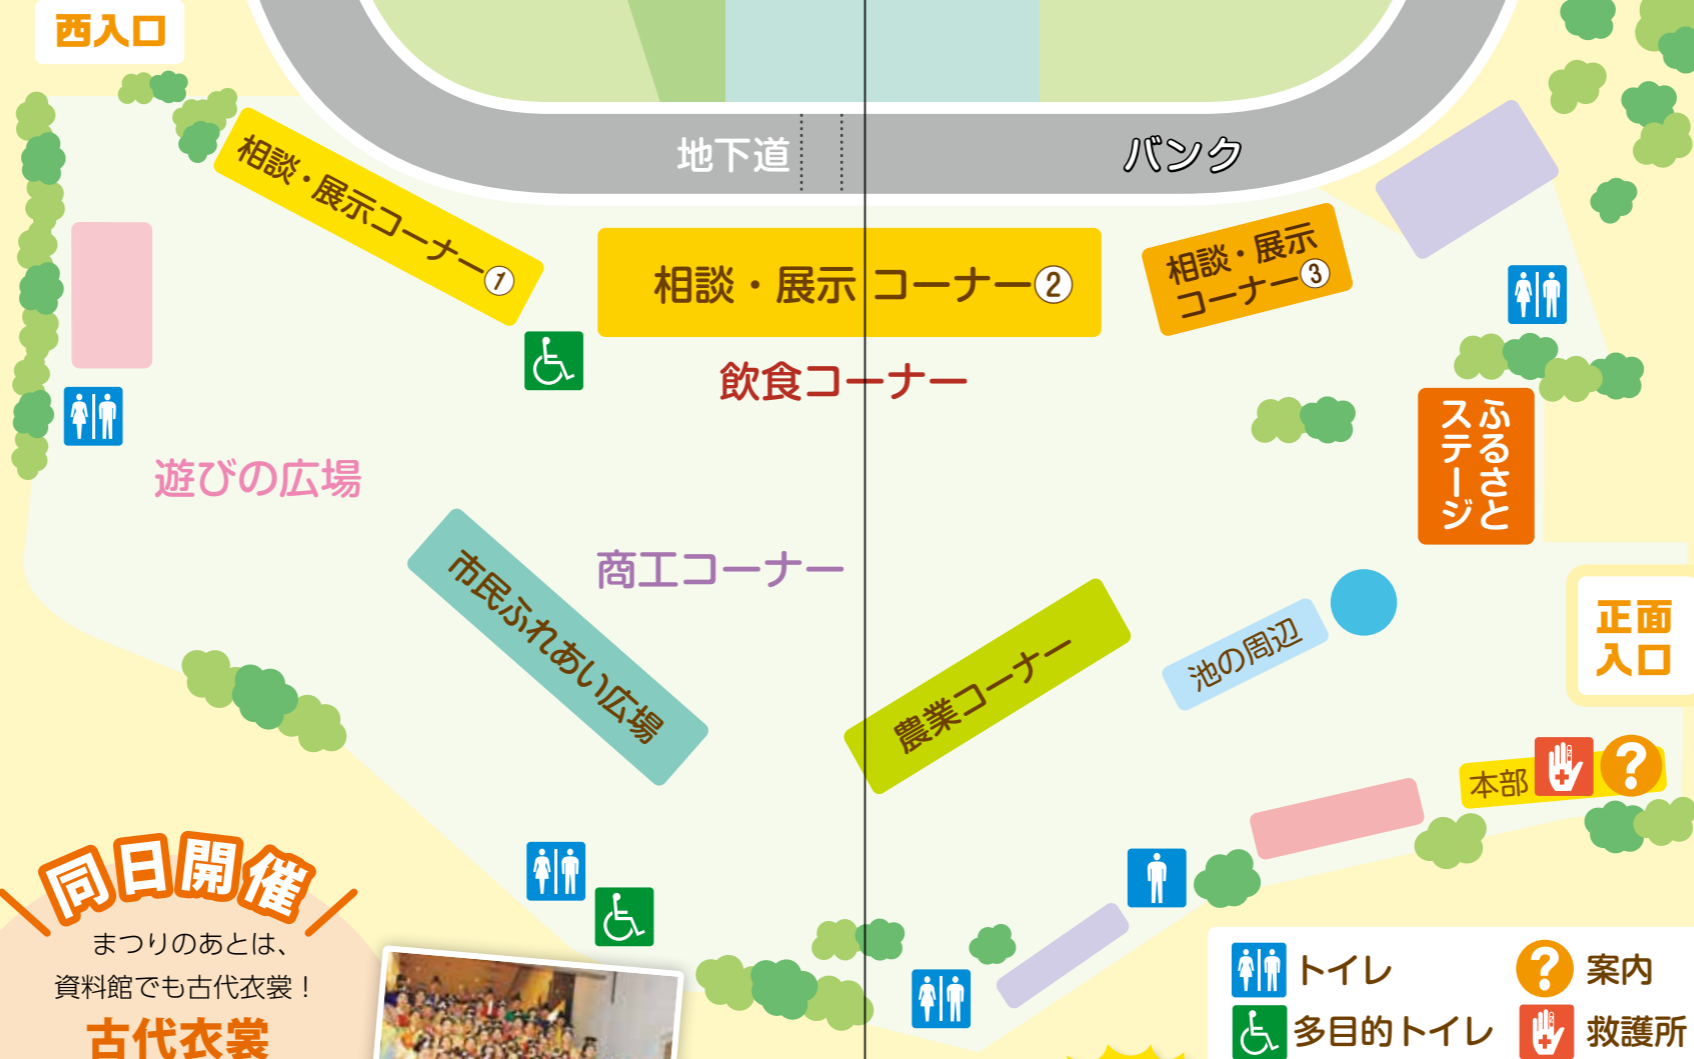 西入口
地下道
バンク
相談・展示コーナー①
相談・展示 コーナー②
相談・展示
コーナー③
飲食コーナー
遊びの広場
ふるさと
ステージ
商工コーナー
市民ふれあい広場
農業コーナー
池の周辺
正面
入口
本部
?
同日開催
まつりのあとは、
資料館でも古代衣裳！
古代衣裳
トイレ
? 案内
多目的トイレ
救護所